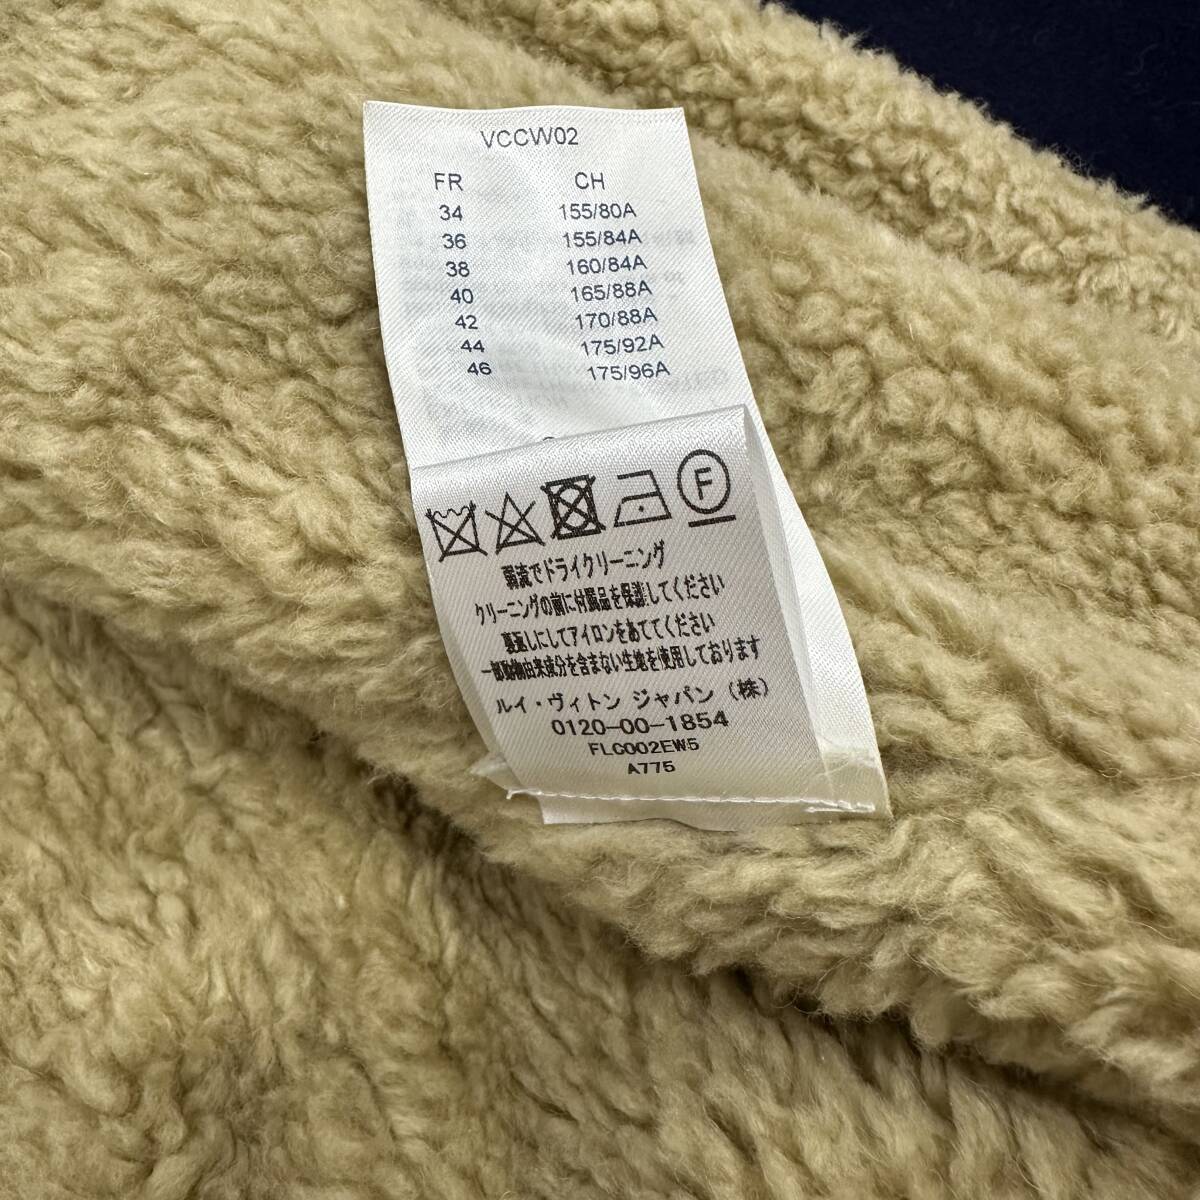 VCCW02
FR CH
34 155/80A
36 155/84A
38 160/84A
40 165/88A
42 170/88A
44 175/92A
46 175/96A
F
弱流でドライクリーニング
クリーニングの前に付属品を保護してください
裏返しにしてアイロンをあててください
一部動物由来成分を含まない生地を使用しております
ルイ・ヴィトン ジャパン（株）
0120-00-1854
FLCO02EW5
A775